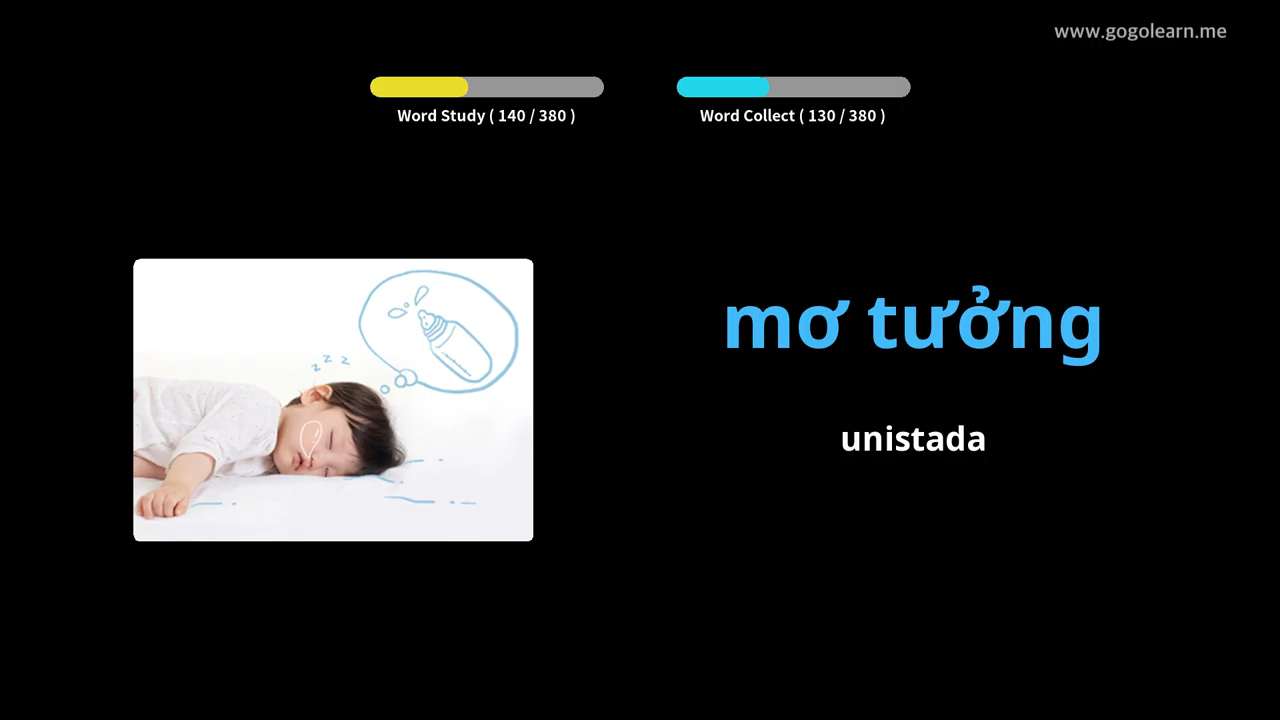 www.gogolearn.me
Word Study ( 140 / 380 )
Word Collect ( 130 / 380 )
z z z
mơ tưởng
unistada